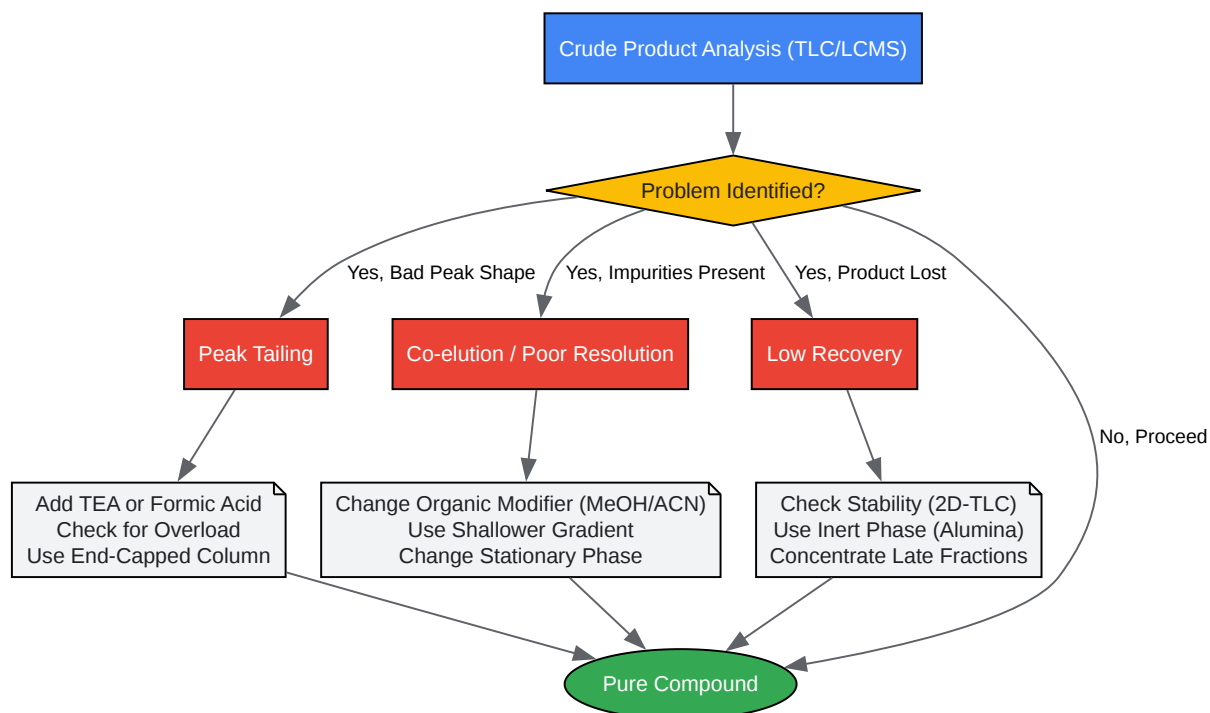 Crude Product Analysis (TLC/LCMS)
Problem Identified?
Yes, Bad Peak Shape
Yes, Impurities Present
Yes, Product Lost
Peak Tailing
Co-elution / Poor Resolution
Low Recovery
No, Proceed
Add TEA or Formic Acid
Check for Overload
Use End-Capped Column
Change Organic Modifier (MeOH/ACN)
Use Shallower Gradient
Change Stationary Phase
Check Stability (2D-TLC)
Use Inert Phase (Alumina)
Concentrate Late Fractions
Pure Compound